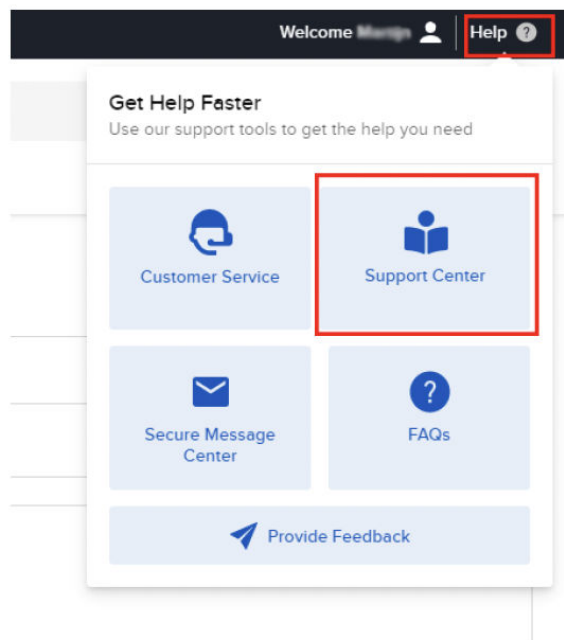 Welcome
Help ?
Get Help Faster
Use our support tools to get the help you need
Customer Service
Support Center
Secure Message
Center
?
FAQs
Provide Feedback